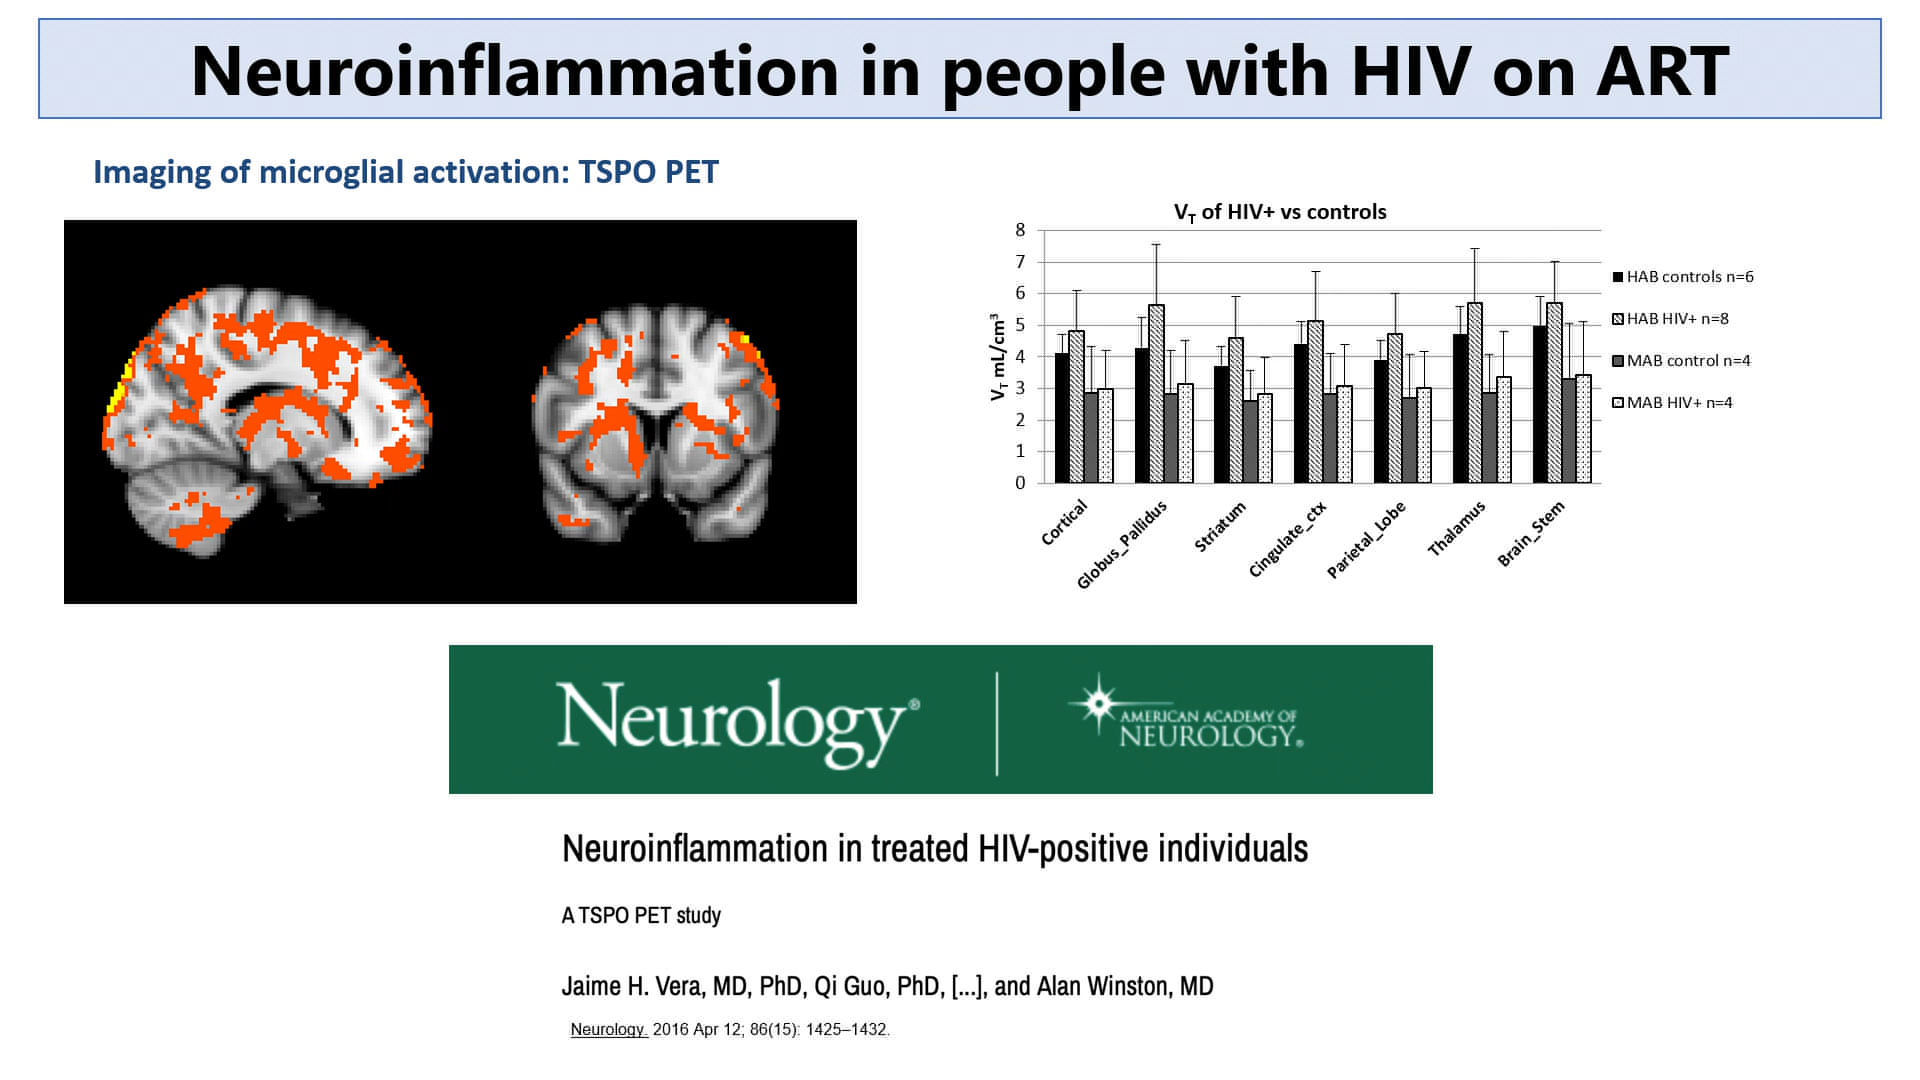 Neuroinflammation in people with HIV on ART
Imaging of microglial activation: TSPO PET
VT of HIV+ vs controls
VT mL/cm³
8
7
6
5
4
3
2
1
0
Cortical
Globus_Pallidus
Striatum
Cingulate_ctx
Parietal_Lobe
Thalamus
Brain_Stem
HAB controls n=6
HAB HIV+ n=8
MAB control n=4
MAB HIV+ n=4
Neurology®
AMERICAN ACADEMY OF
NEUROLOGY®
Neuroinflammation in treated HIV-positive individuals
A TSPO PET study
Jaime H. Vera, MD, PhD, Qi Guo, PhD, [...], and Alan Winston, MD
Neurology. 2016 Apr 12; 86(15): 1425–1432.